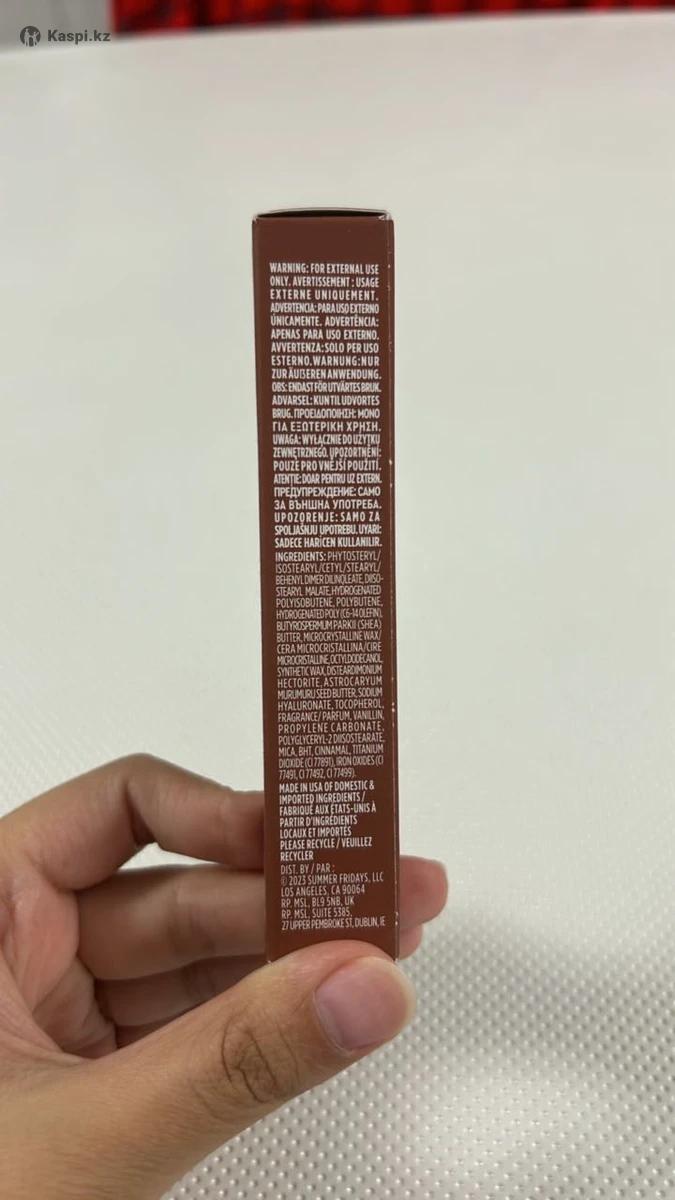 Kaspi.kz
WARNING: FOR EXTERNAL USE
ONLY. AVERTISSEMENT : USAGE
EXTERNE UNIQUEMENT.
ADVERTENCIA: PARA USO EXTERNO
ÚNICAMENTE. ADVERTÊNCIA:
APENAS PARA USO EXTERNO.
AVVERTENZA: SOLO PER USO
ESTERNO. WARNUNG: NUR
ZUR ÄUßEREN ANWENDUNG.
OBS: ENDAST FÖR UTVÄRTES BRUK.
ADVARSEL: KUN TIL UDVORTES
BRUG. ΠΡΟΕΙΔΟΠΟΙΗΣΗ: ΜΟΝΟ
ΓΙΑ ΕΞΩΤΕΡΙΚΗ ΧΡΗΣΗ.
UWAGA: WYŁĄCZNIE DO UŻYTKU
ZEWNĘTRZNEGO. UPOZORTNĚNÍ:
POUZE PRO VNĚJŠÍ POUŽITÍ.
ATENȚIE: DOAR PENTRU UZ EXTERN.
ПРЕДУПРЕЖДЕНИЕ: САМО
ЗА ВЪНШНА УПОТРЕБА.
UPOZORENJE: SAMO ZA
SPOLJAŠNJU UPOTREBU. UYARI:
SADECE HARİCEN KULLANILIR.
INGREDIENTS: PHYTOSTERYL/
ISOSTEARYL/CETYL/STEARYL/
BEHENYL DIMER DILINOLEATE, DIISO-
STEARYL MALATE, HYDROGENATED
POLYISOBUTENE, POLYBUTENE,
HYDROGENATED POLY (C6-14 OLEFIN),
BUTYROSPERMUM PARKII (SHEA)
BUTTER, MICROCRYSTALLINE WAX/
CERA MICROCRISTALLINA/CIRE
MICROCRISTALLINE, OCTYLDODECANOL,
SYNTHETIC WAX, DISTEARDIMONIUM
HECTORITE, ASTROCARYUM
MURUMURU SEED BUTTER, SODIUM
HYALURONATE, TOCOPHEROL,
FRAGRANCE/ PARFUM, VANILLIN,
PROPYLENE CARBONATE,
POLYGLYCERYL-2 DIISOSTEARATE,
MICA, BHT, CINNAMAL, TITANIUM
DIOXIDE (CI 77891), IRON OXIDES (CI
77491, CI 77492, CI 77499).
MADE IN USA OF DOMESTIC &
IMPORTED INGREDIENTS /
FABRIQUÉ AUX ÉTATS-UNIS À
PARTIR D'INGRÉDIENTS
LOCAUX ET IMPORTÉS
PLEASE RECYCLE / VEUILLEZ
RECYCLER
DIST. BY / PAR :
© 2023 SUMMER FRIDAYS, LLC
LOS ANGELES, CA 90064
RP. MSL, BL9 5NB, UK
RP. MSL, SUITE 5385,
27 UPPER PEMBROKE ST, DUBLIN, IE